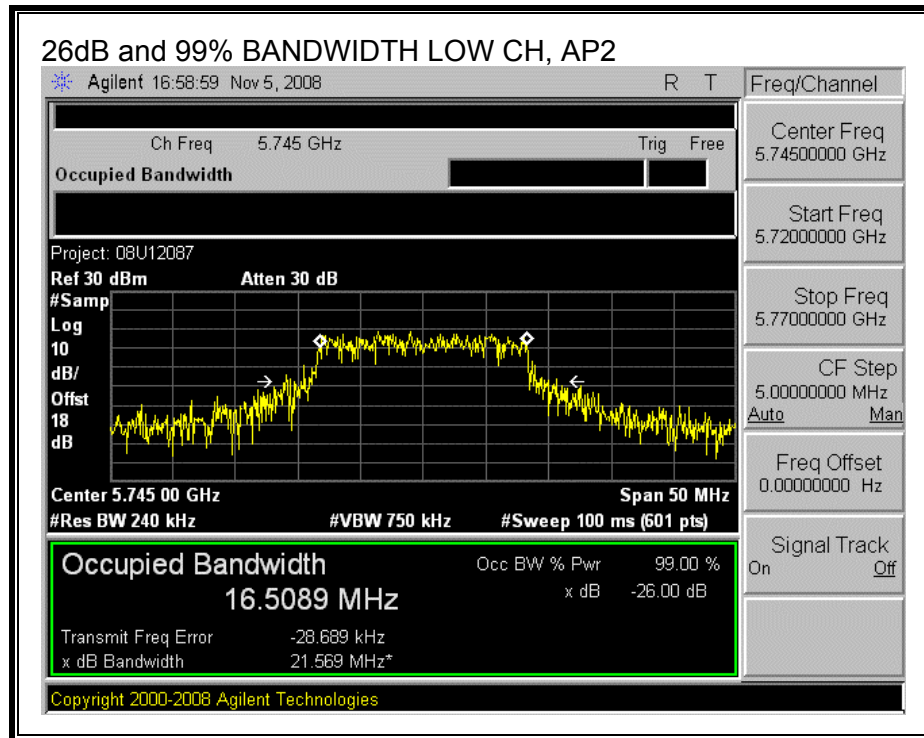 26dB and 99% BANDWIDTH LOW CH, AP2
Agilent 16:58:59 Nov 5, 2008 R T
Freq/Channel
Ch Freq 5.745 GHz Trig Free
Occupied Bandwidth
Center Freq
5.74500000 GHz
Start Freq
5.72000000 GHz
Stop Freq
5.77000000 GHz
CF Step
5.00000000 MHz
Auto Man
Freq Offset
0.00000000 Hz
Signal Track
On Off
Project: 08U12087
Ref 30 dBm Atten 30 dB
#Samp
Log
10
dB/
Offst
18
dB
Center 5.745 00 GHz Span 50 MHz
#Res BW 240 kHz #VBW 750 kHz #Sweep 100 ms (601 pts)
Occupied Bandwidth Occ BW % Pwr 99.00 %
16.5089 MHz x dB -26.00 dB
Transmit Freq Error -28.689 kHz
x dB Bandwidth 21.569 MHz*
Copyright 2000-2008 Agilent Technologies